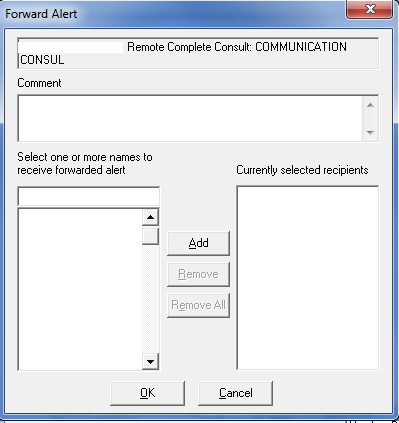 Forward Alert
Remote Complete Consult: COMMUNICATION
CONSUL
Comment
Select one or more names to
receive forwarded alert
Currently selected recipients
Add
Remove
Remove All
OK
Cancel